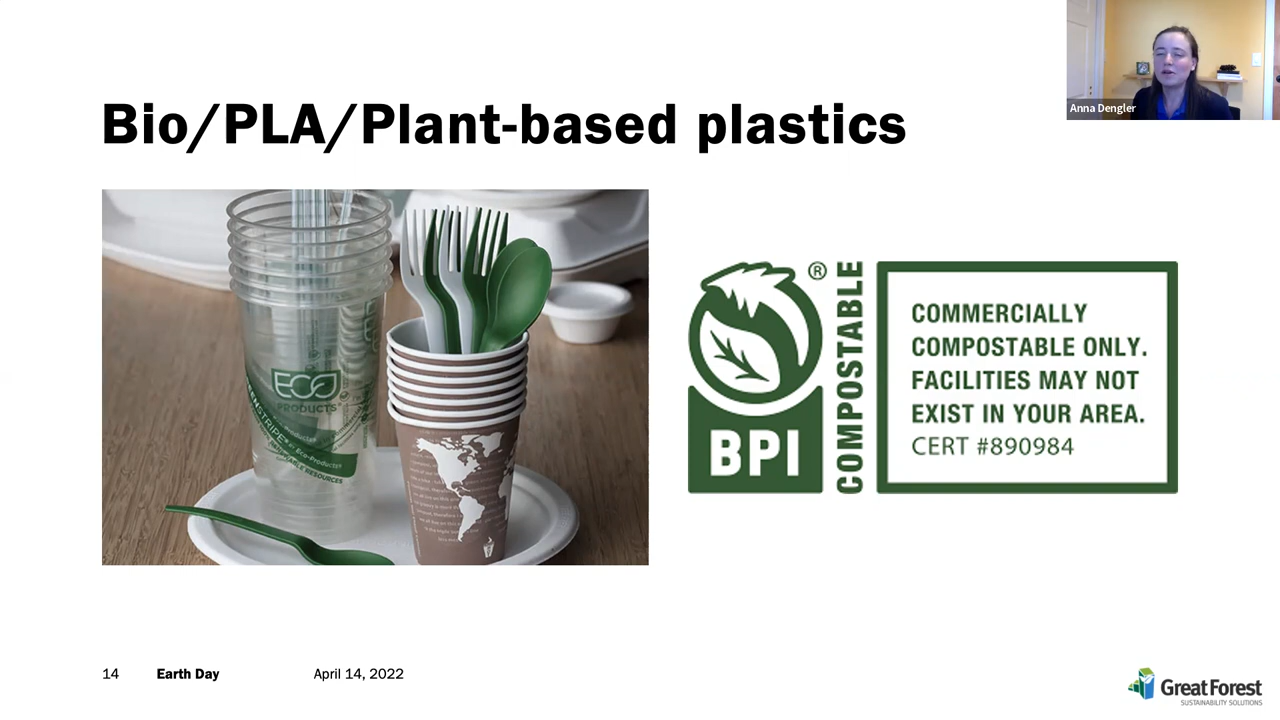 Anna Dengler
Bio/PLA/Plant-based plastics
ECO
PRODUCTS
BPI
COMPOSTABLE
®
COMMERCIALLY
COMPOSTABLE ONLY.
FACILITIES MAY NOT
EXIST IN YOUR AREA.
CERT #890984
14 Earth Day April 14, 2022
Great Forest
SUSTAINABILITY SOLUTIONS